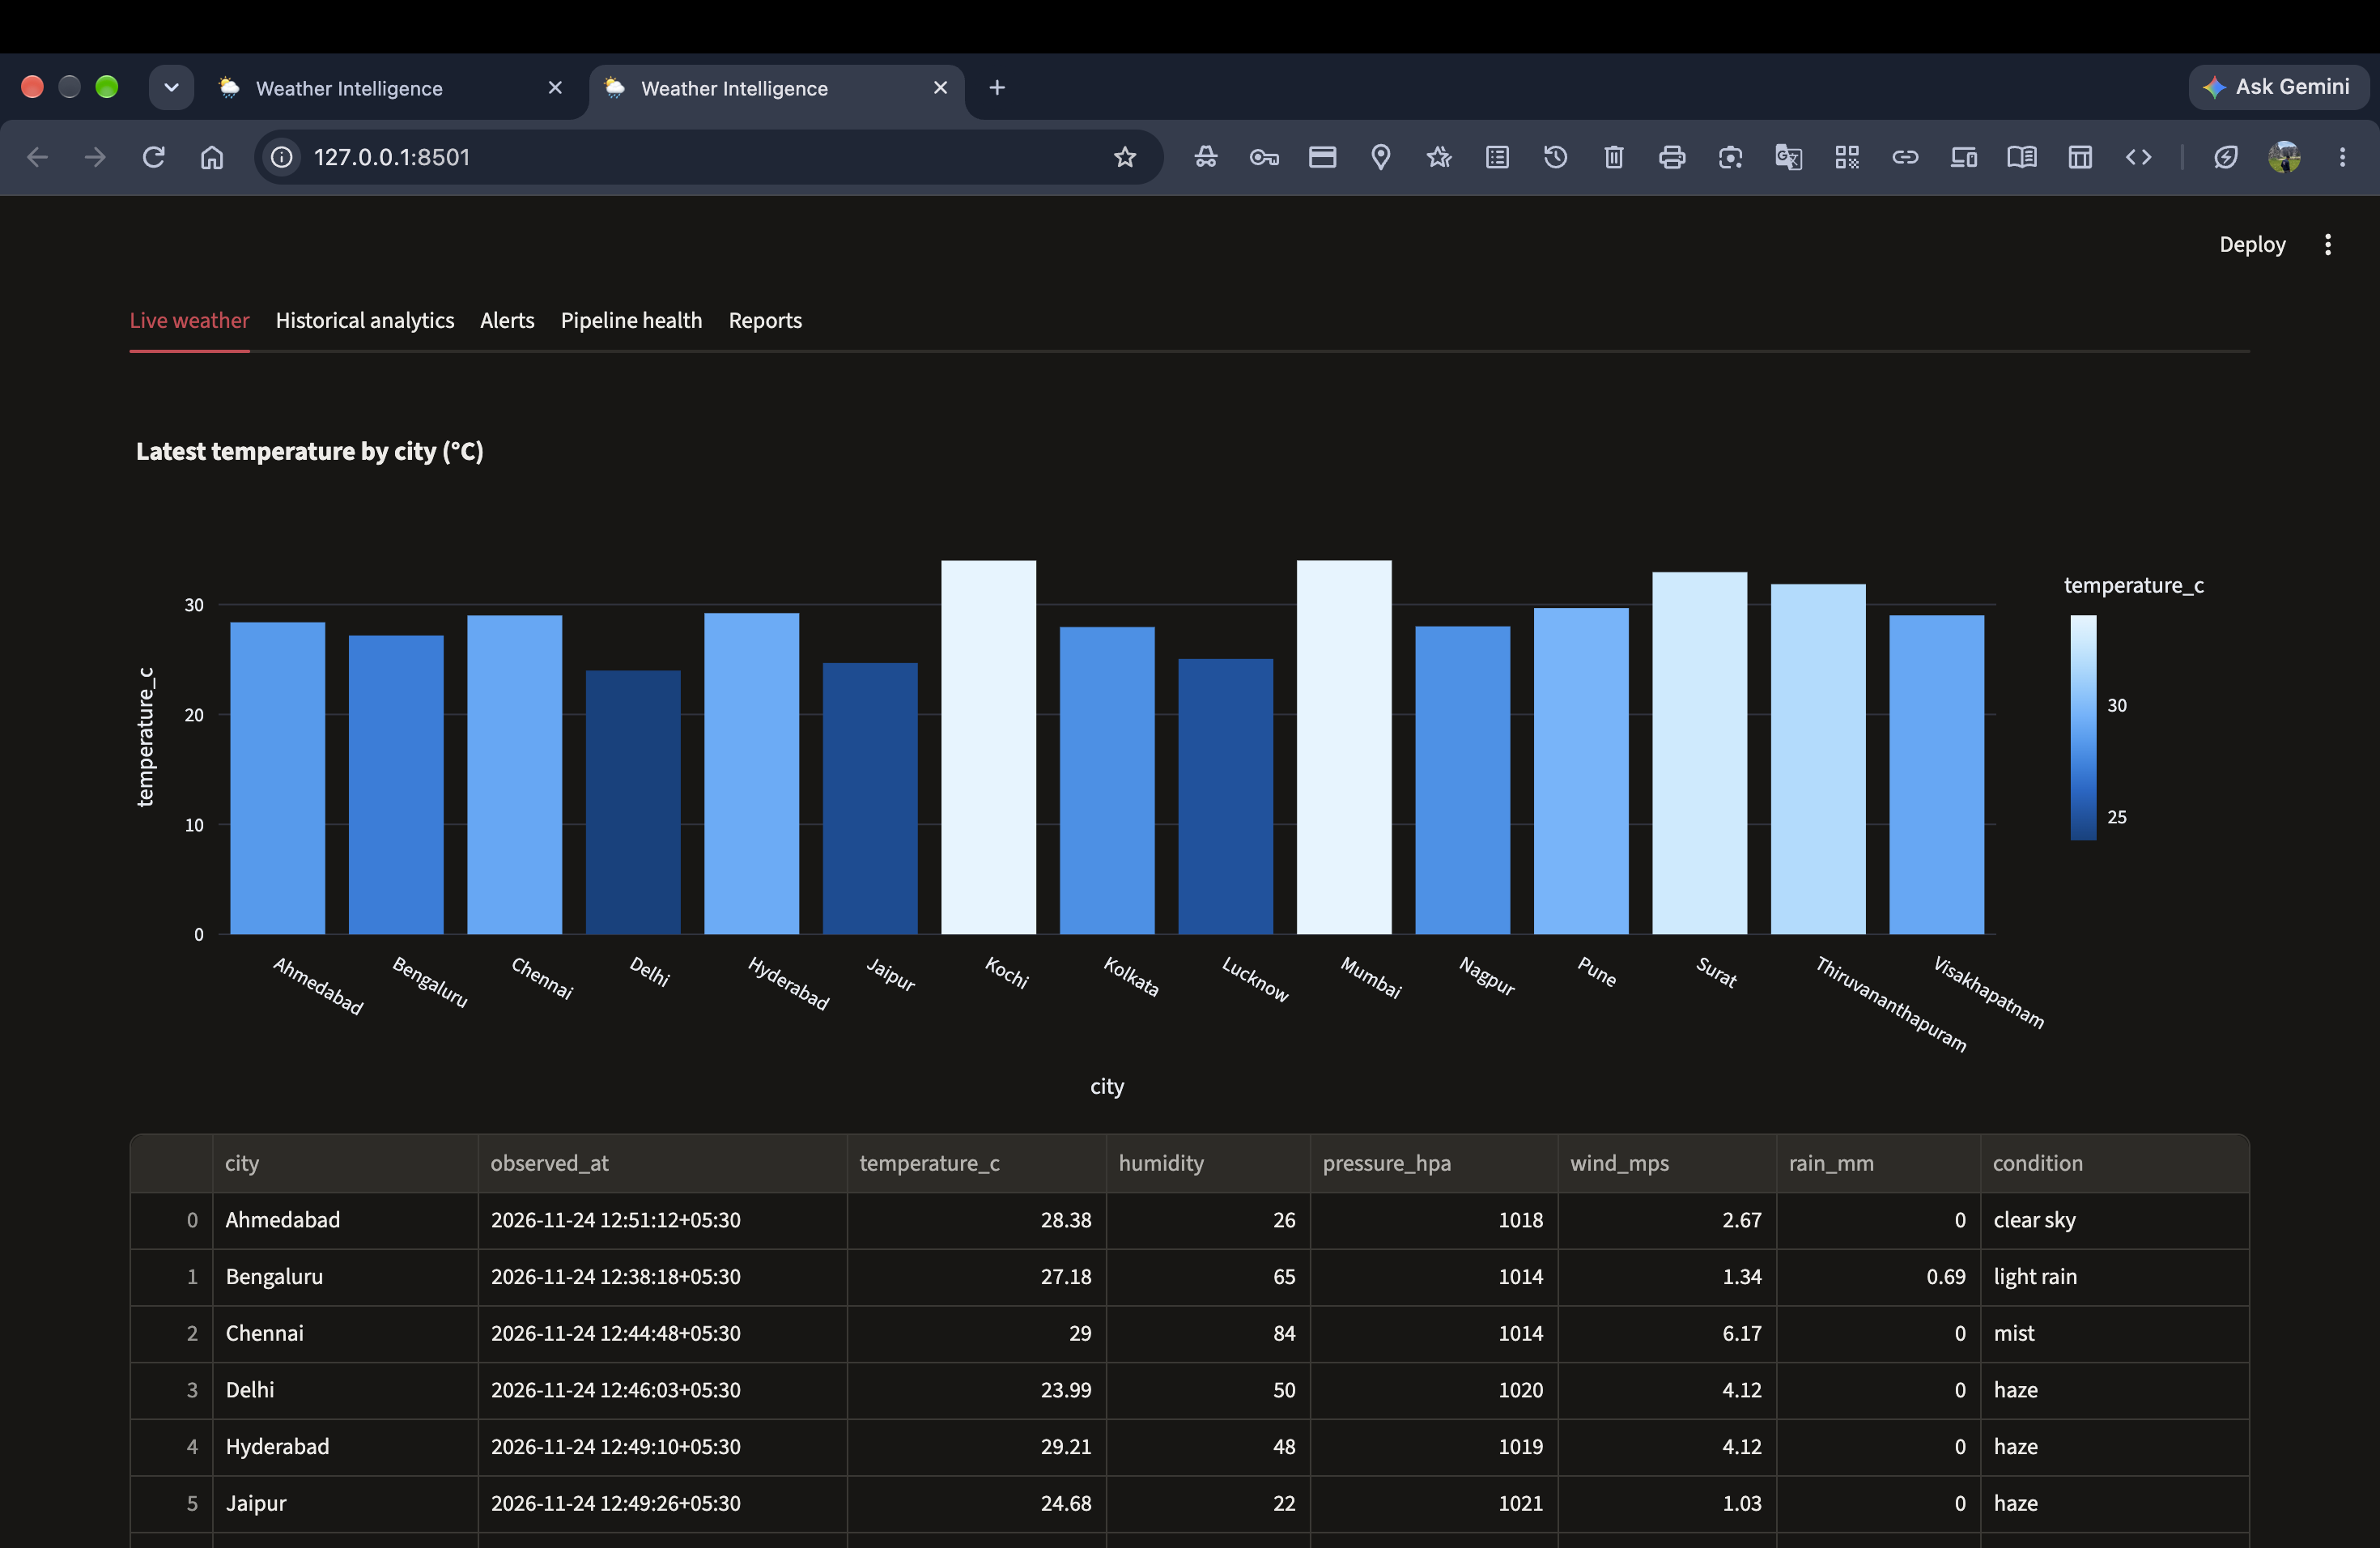 Weather Intelligence
Weather Intelligence
Ask Gemini
127.0.0.1:8501
Deploy
Live weather Historical analytics Alerts Pipeline health Reports
Latest temperature by city (°C)
temperature_c
30
20
10
0
temperature_c
30
25
Ahmedabad Bengaluru Chennai Delhi Hyderabad Jaipur Kochi Kolkata Lucknow Mumbai Nagpur Pune Surat Thiruvananthapuram Visakhapatnam
city
city observed_at temperature_c humidity pressure_hpa wind_mps rain_mm condition
0 Ahmedabad 2026-11-24 12:51:12+05:30 28.38 26 1018 2.67 0 clear sky
1 Bengaluru 2026-11-24 12:38:18+05:30 27.18 65 1014 1.34 0.69 light rain
2 Chennai 2026-11-24 12:44:48+05:30 29 84 1014 6.17 0 mist
3 Delhi 2026-11-24 12:46:03+05:30 23.99 50 1020 4.12 0 haze
4 Hyderabad 2026-11-24 12:49:10+05:30 29.21 48 1019 4.12 0 haze
5 Jaipur 2026-11-24 12:49:26+05:30 24.68 22 1021 1.03 0 haze